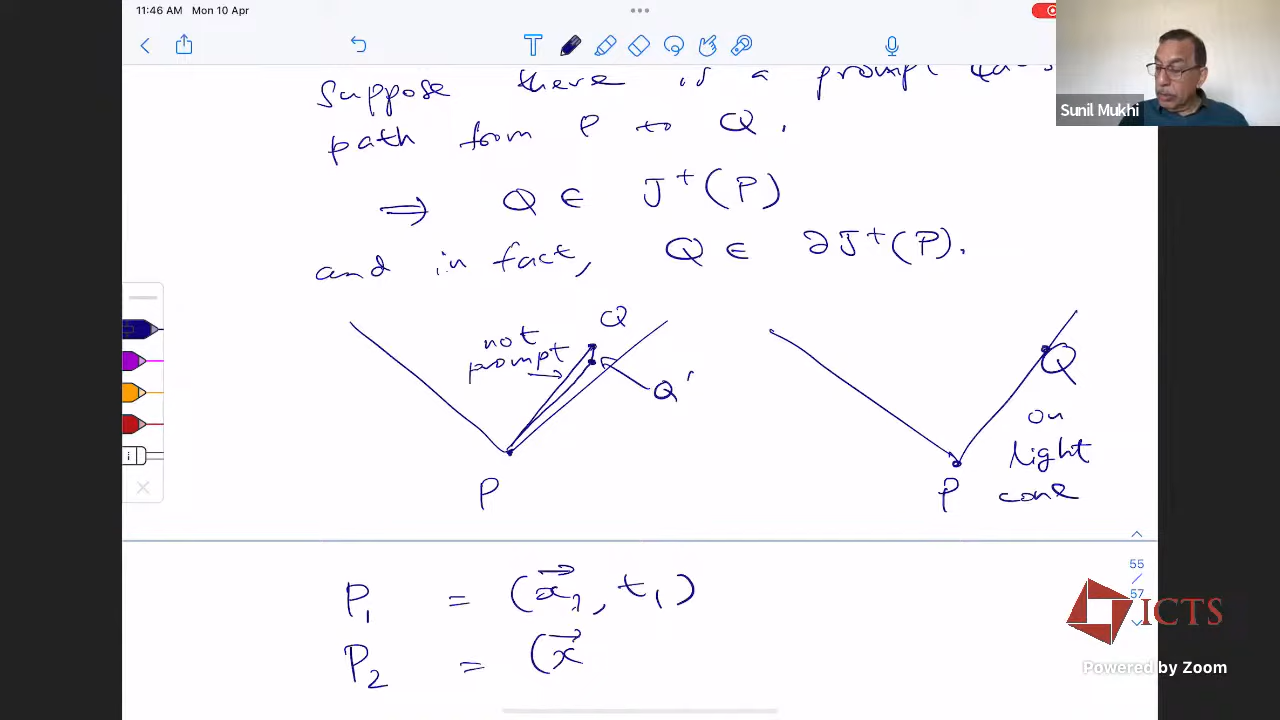 11:46 AM Mon 10 Apr
Sunil Mukhi
Suppose there is a prompt
path from P to Q.
⇒ Q ∈ J⁺(P)
and in fact, Q ∈ ∂J⁺(P).
not
prompt
Q
Q'
P
Q
on
light
cone
P
55
/
57
P₁ = (x⃗₁, t₁)
P₂ = (x⃗
ICTS
Powered by Zoom